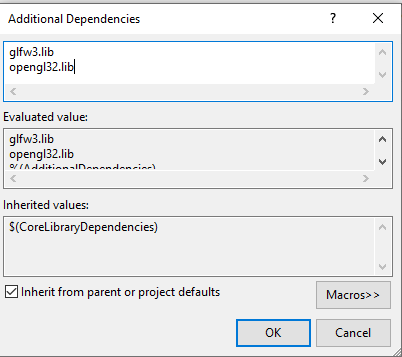 Additional Dependencies
glfw3.lib
opengl32.lib
Evaluated value:
glfw3.lib
opengl32.lib
%(AdditionalDependencies)
Inherited values:
$(CoreLibraryDependencies)
Inherit from parent or project defaults
Macros>>
OK
Cancel